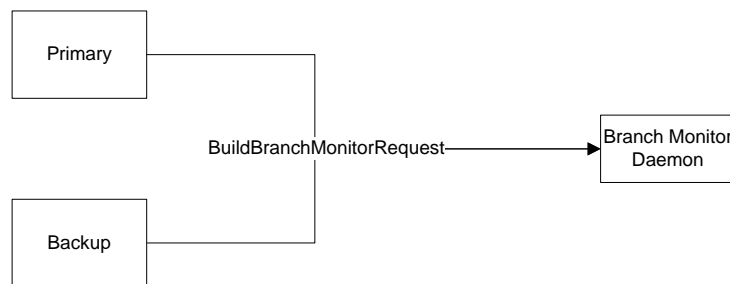 Primary
BuildBranchMonitorRequest
Branch Monitor
Daemon
Backup